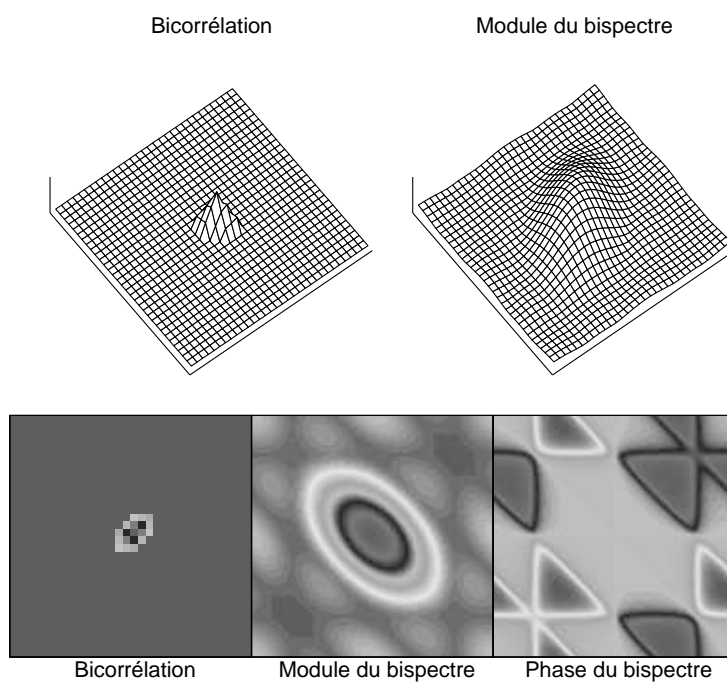 Bicorrélation
Module du bispectre
Bicorrélation
Module du bispectre
Phase du bispectre